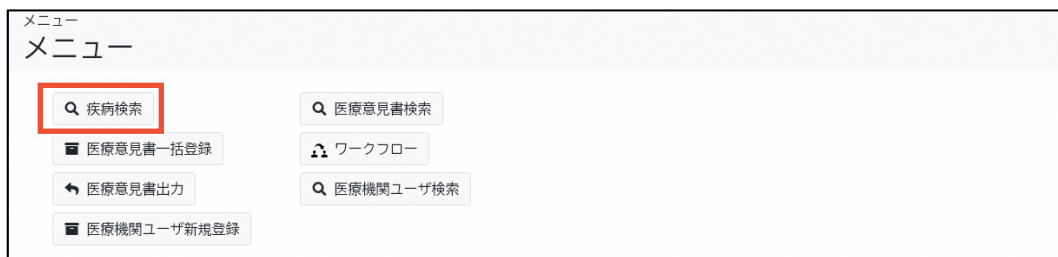 メニュー
メニュー
疾病検索
医療意見書検索
医療意見書一括登録
ワークフロー
医療意見書出力
医療機関ユーザ検索
医療機関ユーザ新規登録